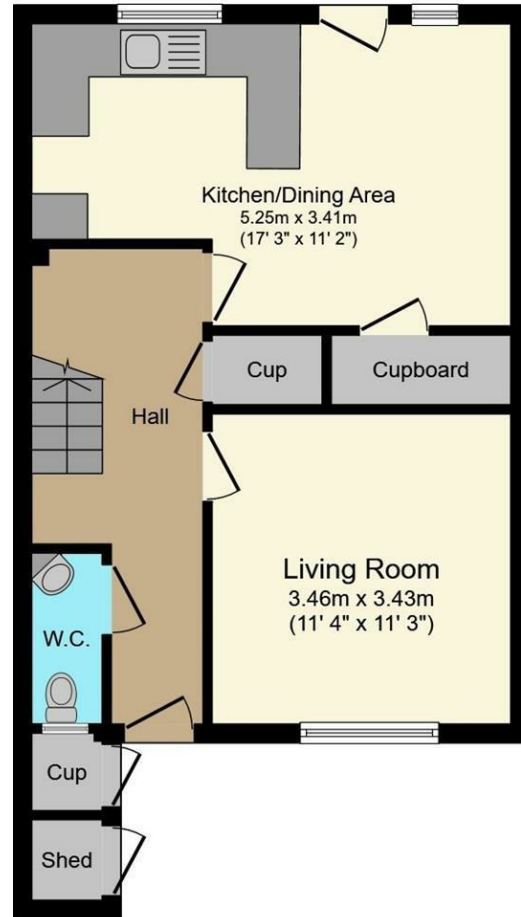 Kitchen/Dining Area
5.25m x 3.41m
(17' 3" x 11' 2")
Cup
Cupboard
Hall
Living Room
3.46m x 3.43m
(11' 4" x 11' 3")
W.C.
Cup
Shed